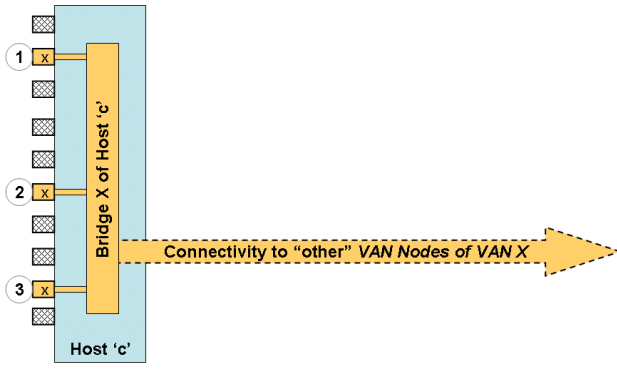 1
x
2
x
3
x
Bridge X of Host ‘c’
Connectivity to “other” VAN Nodes of VAN X
Host ‘c’